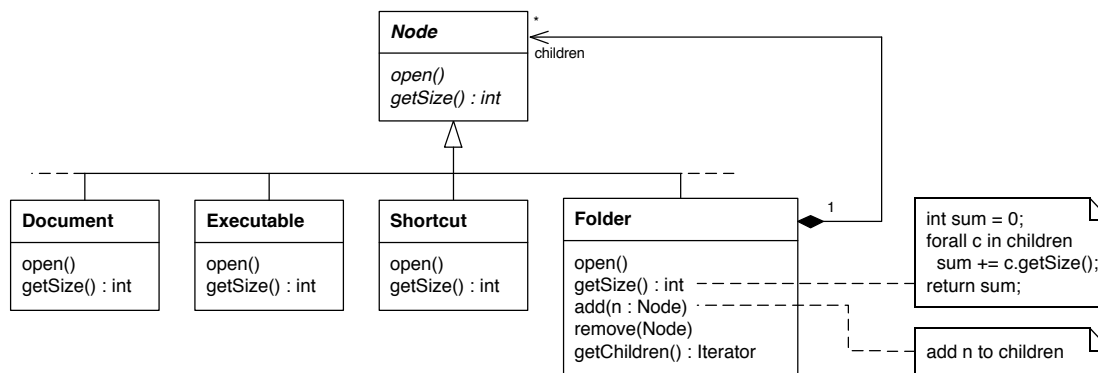 Node
open()
getSize() : int
*
children
Document
open()
getSize() : int
Executable
open()
getSize() : int
Shortcut
open()
getSize() : int
Folder
open()
getSize() : int
add(n : Node)
remove(Node)
getChildren() : Iterator
1
int sum = 0;
forall c in children
sum += c.getSize();
return sum;
add n to children